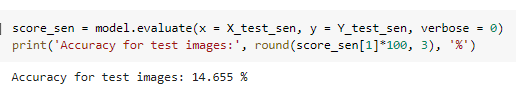 score_sen = model.evaluate(x = X_test_sen, y = Y_test_sen, verbose = 0)
print('Accuracy for test images:', round(score_sen[1]*100, 3), '%')
Accuracy for test images: 14.655 %